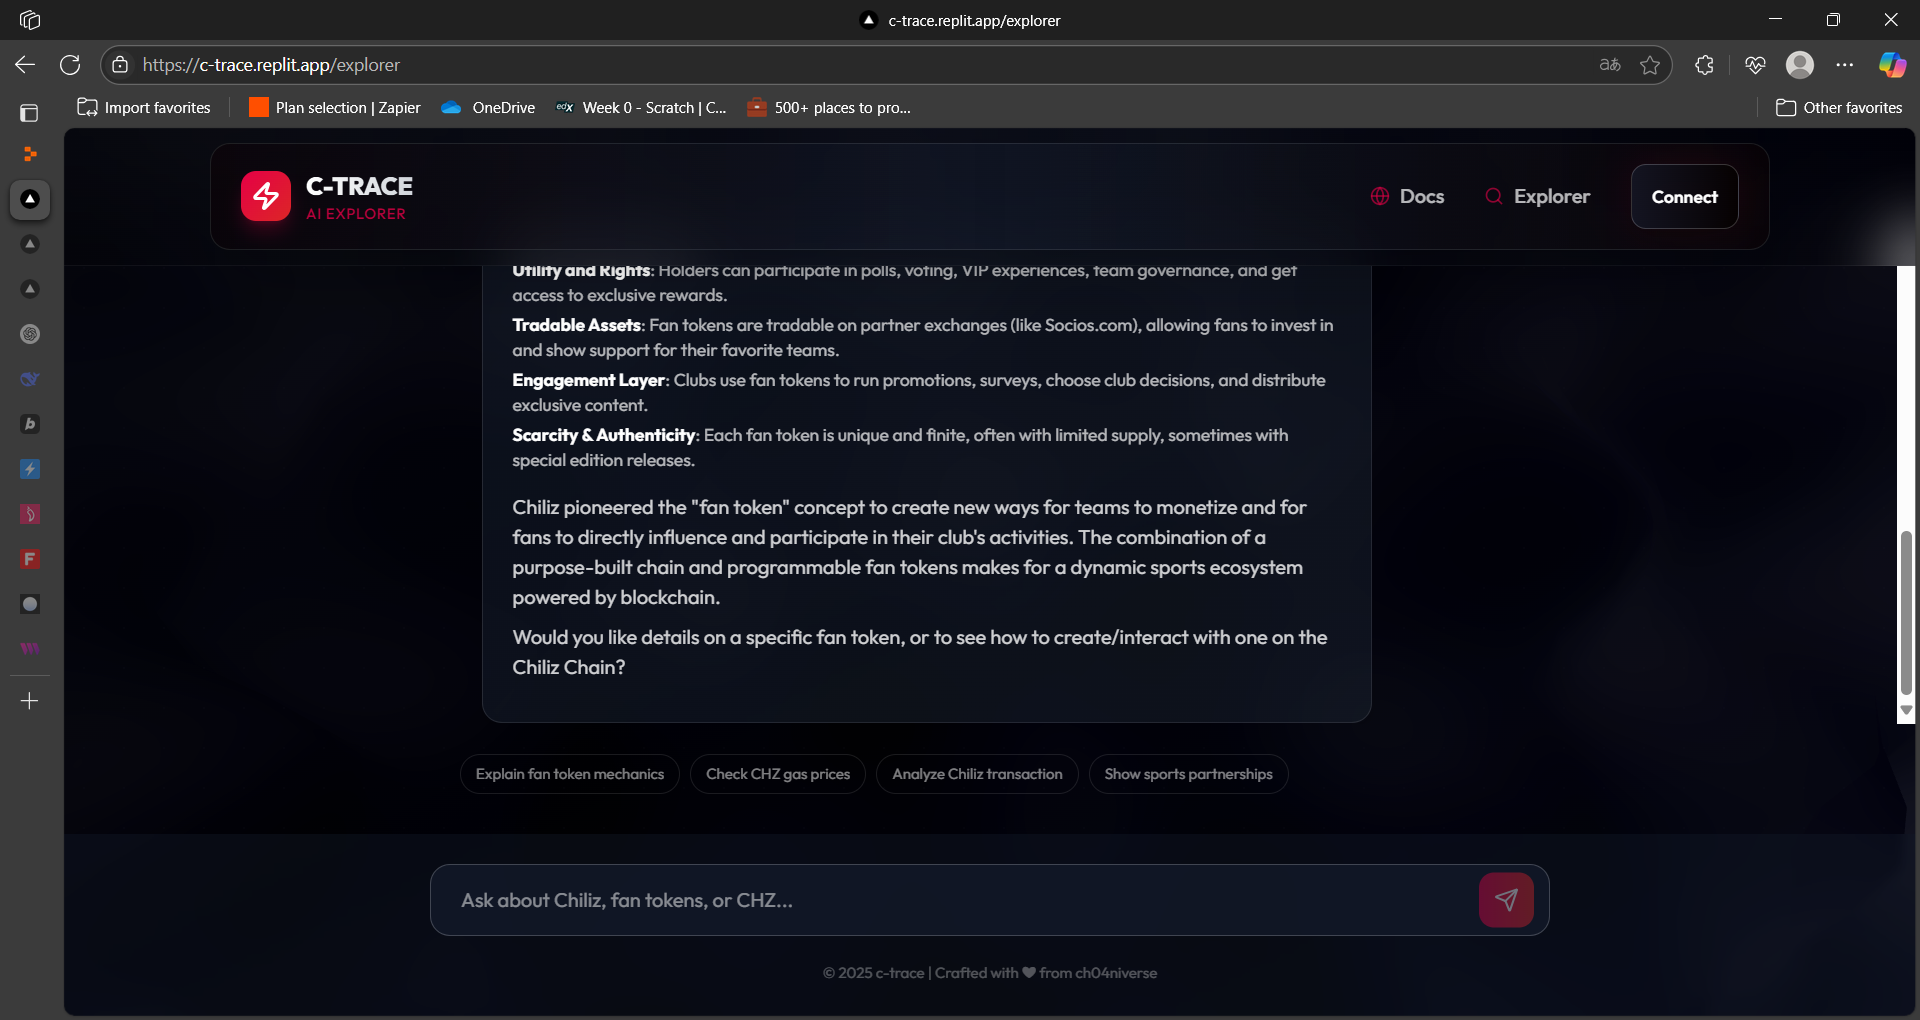 c-trace.replit.app/explorer
https://c-trace.replit.app/explorer
Import favorites
Plan selection | Zapier
OneDrive
edX
Week 0 - Scratch | C...
500+ places to pro...
Other favorites
C-TRACE
AI EXPLORER
Docs
Explorer
Connect
Utility and Rights: Holders can participate in polls, voting, VIP experiences, team governance, and get
access to exclusive rewards.
Tradable Assets: Fan tokens are tradable on partner exchanges (like Socios.com), allowing fans to invest in
and show support for their favorite teams.
Engagement Layer: Clubs use fan tokens to run promotions, surveys, choose club decisions, and distribute
exclusive content.
Scarcity & Authenticity: Each fan token is unique and finite, often with limited supply, sometimes with
special edition releases.
Chiliz pioneered the "fan token" concept to create new ways for teams to monetize and for
fans to directly influence and participate in their club's activities. The combination of a
purpose-built chain and programmable fan tokens makes for a dynamic sports ecosystem
powered by blockchain.
Would you like details on a specific fan token, or to see how to create/interact with one on the
Chiliz Chain?
Explain fan token mechanics
Check CHZ gas prices
Analyze Chiliz transaction
Show sports partnerships
Ask about Chiliz, fan tokens, or CHZ...
© 2025 c-trace | Crafted with ♥ from ch04niverse